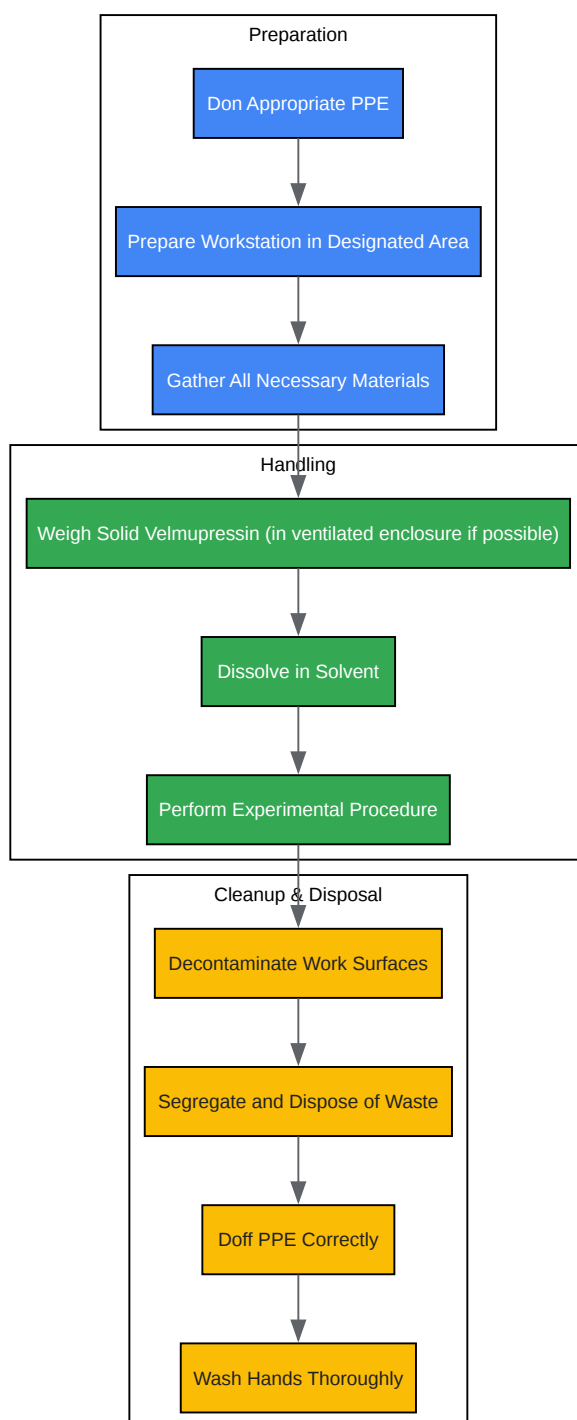 Preparation
Don Appropriate PPE
Prepare Workstation in Designated Area
Gather All Necessary Materials
Handling
Weigh Solid Velmupressin (in ventilated enclosure if possible)
Dissolve in Solvent
Perform Experimental Procedure
Cleanup & Disposal
Decontaminate Work Surfaces
Segregate and Dispose of Waste
Doff PPE Correctly
Wash Hands Thoroughly